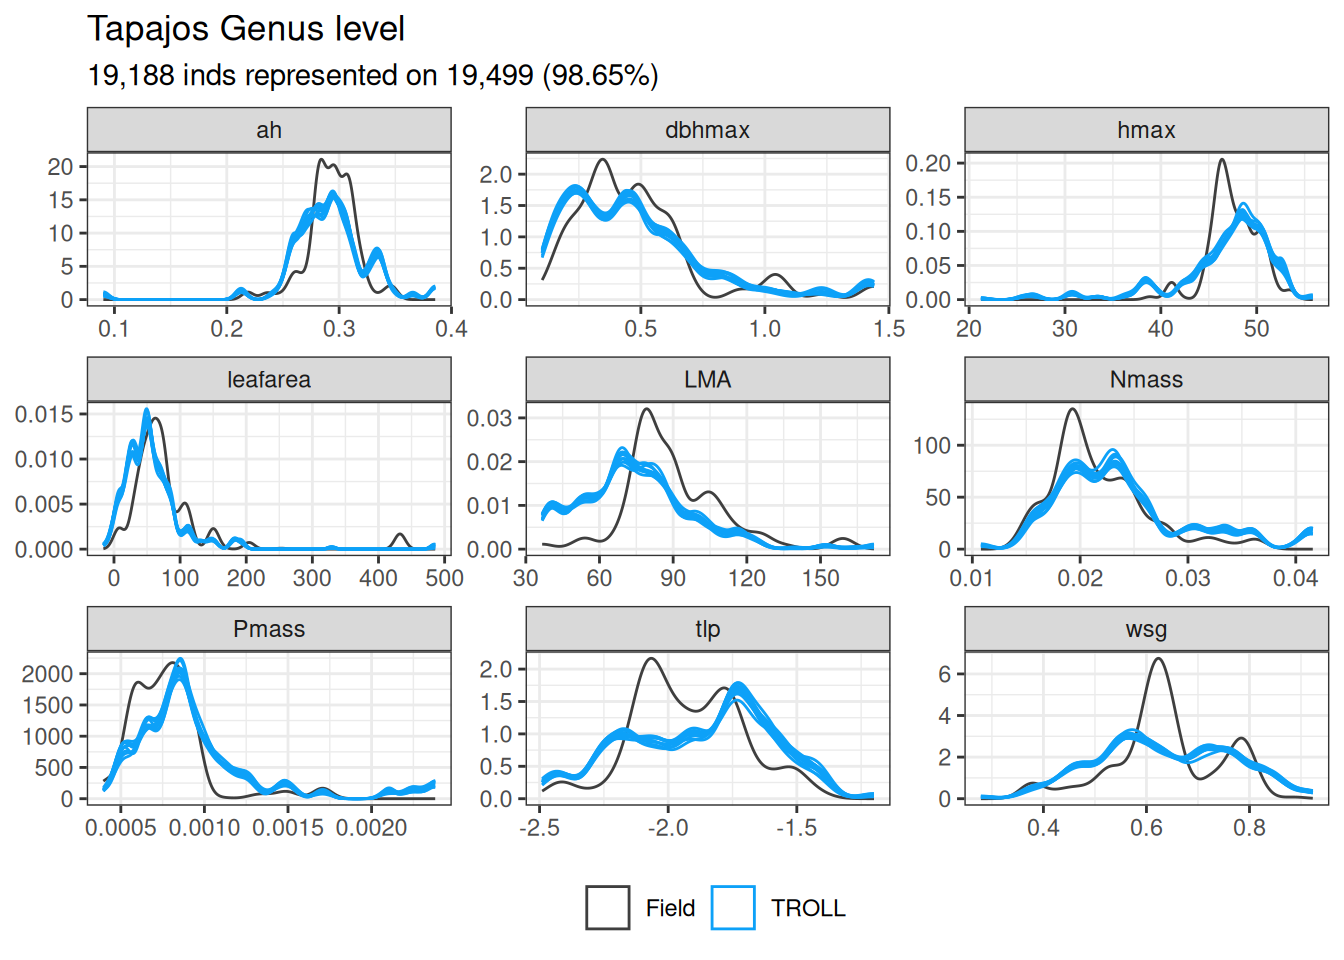 Tapajos Genus level
19,188 inds represented on 19,499 (98.65%)
ah
dbhmax
hmax
20
15
10
5
0
0.1 0.2 0.3 0.4
2.0
1.5
1.0
0.5
0.0
0.5 1.0 1.5
0.20
0.15
0.10
0.05
0.00
20 30 40 50
leafarea
LMA
Nmass
0.015
0.010
0.005
0.000
0 100 200 300 400 500
0.03
0.02
0.01
0.00
30 60 90 120 150
100
50
0
0.01 0.02 0.03 0.04
Pmass
tlp
wsg
2000
1500
1000
500
0
0.0005 0.0010 0.0015 0.0020
2.0
1.5
1.0
0.5
0.0
-2.5 -2.0 -1.5
6
4
2
0
0.4 0.6 0.8
Field TROLL